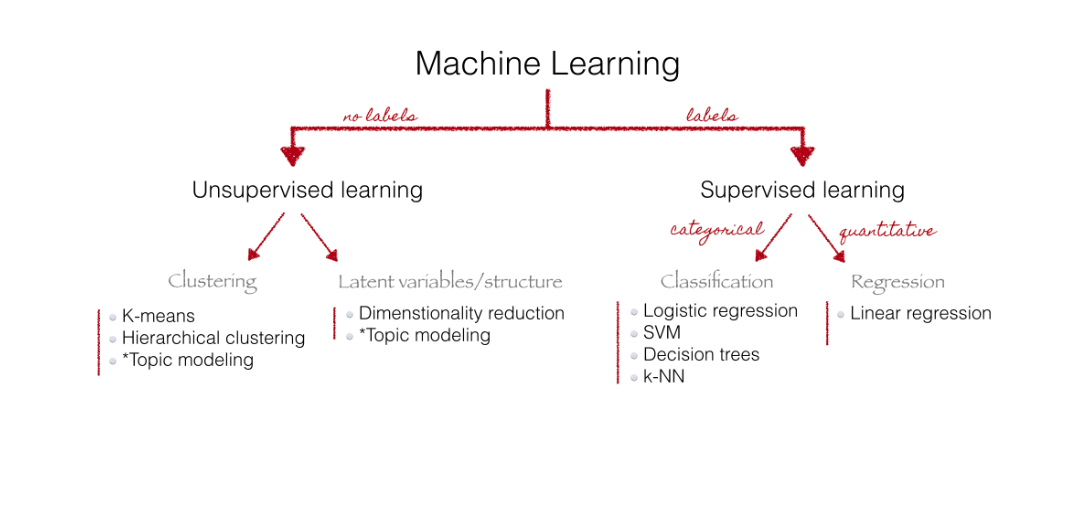 Machine Learning
no labels
labels
Unsupervised learning
Supervised learning
categorical
quantitative
Clustering
Latent variables/structure
Classification
Regression
K-means
Hierarchical clustering
*Topic modeling
Dimenstionality reduction
*Topic modeling
Logistic regression
SVM
Decision trees
k-NN
Linear regression